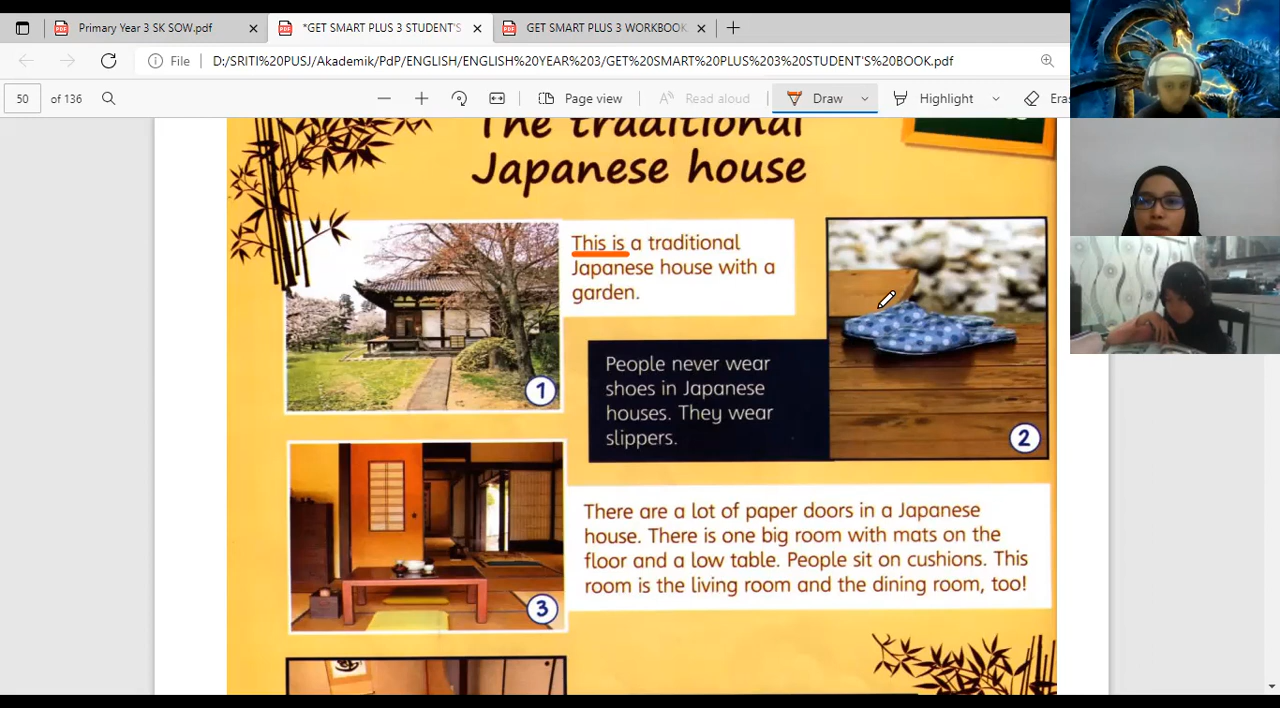 Primary Year 3 SK SOW.pdf
*GET SMART PLUS 3 STUDENT'S
GET SMART PLUS 3 WORKBOOK
File
D:/SRITI%20PUSJ/Akademik/PdP/ENGLISH/ENGLISH%20YEAR%203/GET%20SMART%20PLUS%203%20STUDENT'S%20BOOK.pdf
50 of 136
Page view
Read aloud
Draw
Highlight
Eras
The traditional
Japanese house
This is a traditional
Japanese house with a
garden.
1
People never wear
shoes in Japanese
houses. They wear
slippers.
2
There are a lot of paper doors in a Japanese
house. There is one big room with mats on the
floor and a low table. People sit on cushions. This
room is the living room and the dining room, too!
3